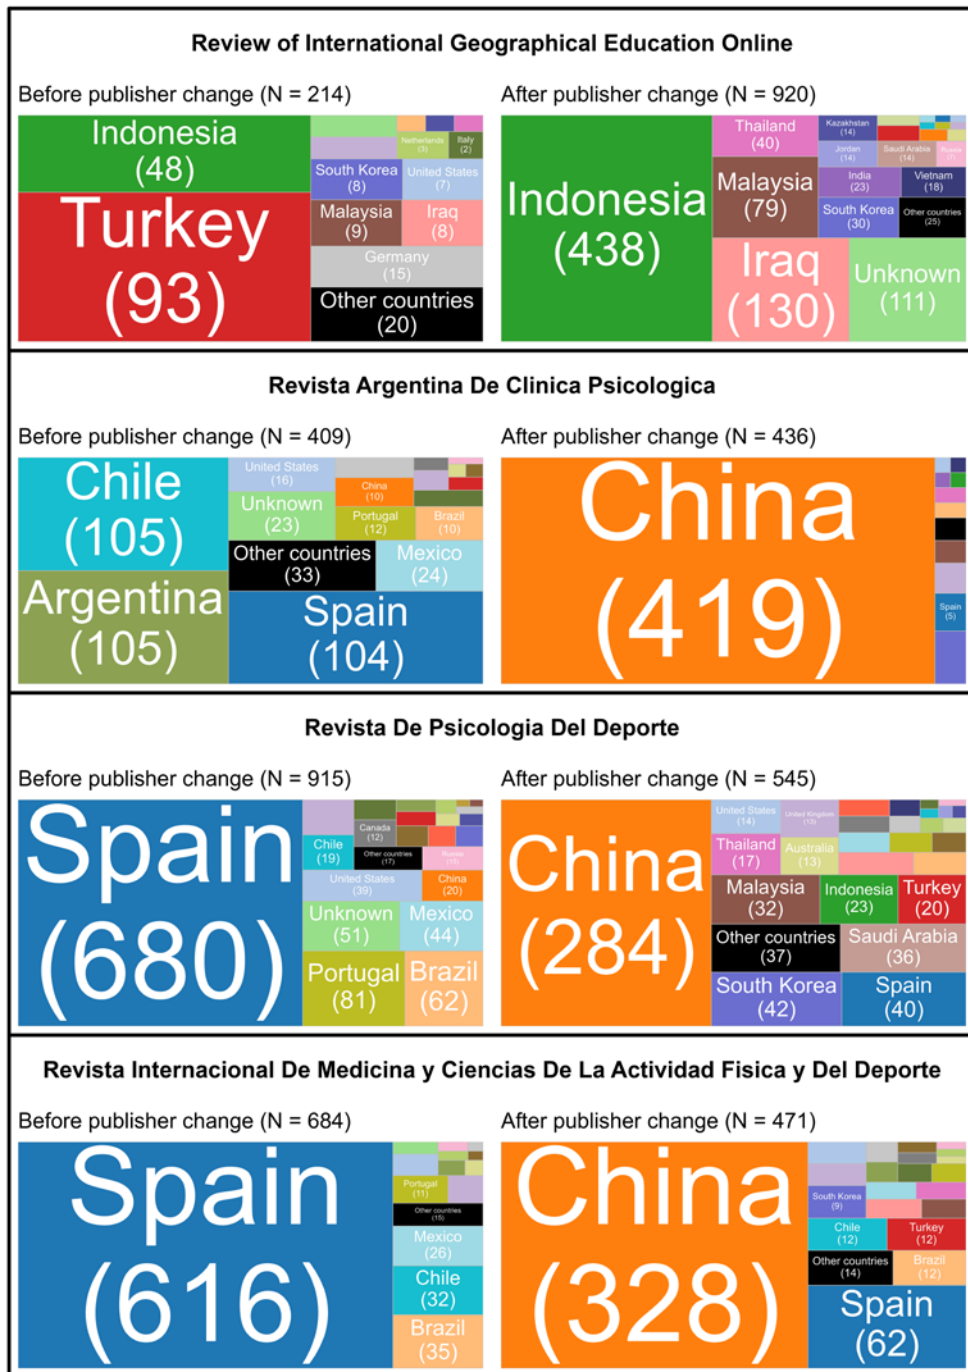 Review of International Geographical Education Online
Before publisher change (N = 214)
Indonesia
(48)
Turkey
(93)
Netherlands
(3)
Italy
(2)
South Korea
(8)
United States
(7)
Malaysia
(9)
Iraq
(8)
Germany
(15)
Other countries
(20)
After publisher change (N = 920)
Indonesia
(438)
Thailand
(40)
Malaysia
(79)
Kazakhstan
(14)
Jordan
(14)
Saudi Arabia
(14)
Russia
(7)
India
(23)
Vietnam
(18)
South Korea
(30)
Other countries
(25)
Iraq
(130)
Unknown
(111)
Revista Argentina De Clinica Psicologica
Before publisher change (N = 409)
Chile
(105)
Argentina
(105)
United States
(16)
Unknown
(23)
China
(10)
Portugal
(12)
Brazil
(10)
Other countries
(33)
Mexico
(24)
Spain
(104)
After publisher change (N = 436)
China
(419)
Spain
(5)
Revista De Psicologia Del Deporte
Before publisher change (N = 915)
Spain
(680)
Chile
(19)
Canada
(12)
Other countries
(17)
Russia
United States
(39)
China
(20)
Unknown
(51)
Mexico
(44)
Portugal
(81)
Brazil
(62)
After publisher change (N = 545)
China
(284)
United States
(14)
United Kingdom
(13)
Thailand
(17)
Australia
(13)
Malaysia
(32)
Indonesia
(23)
Turkey
(20)
Other countries
(37)
Saudi Arabia
(36)
South Korea
(42)
Spain
(40)
Revista Internacional De Medicina y Ciencias De La Actividad Fisica y Del Deporte
Before publisher change (N = 684)
Spain
(616)
Portugal
(11)
Other countries
(15)
Mexico
(26)
Chile
(32)
Brazil
(35)
After publisher change (N = 471)
China
(328)
South Korea
(9)
Chile
(12)
Turkey
(12)
Other countries
(14)
Brazil
(12)
Spain
(62)